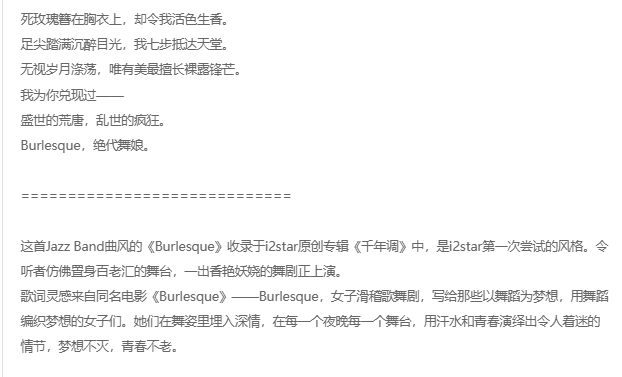 死玫瑰簪在胸衣上，却令我活色生香。
足尖踏满沉醉目光，我七步抵达天堂。
无视岁月涤荡，唯有美最擅长裸露锋芒。
我为你兑现过——
盛世的荒唐，乱世的疯狂。
Burlesque，绝代舞娘。
=============================
这首Jazz Band曲风的《Burlesque》收录于i2star原创专辑《千年调》中，是i2star第一次尝试的风格。令
听者仿佛置身百老汇的舞台，一出香艳妖娆的舞剧正上演。
歌词灵感来自同名电影《Burlesque》——Burlesque，女子滑稽歌舞剧，写给那些以舞蹈为梦想，用舞蹈
编织梦想的女子们。她们在舞姿里埋入深情，在每一个夜晚每一个舞台，用汗水和青春演绎出令人着迷的
情节，梦想不灭，青春不老。